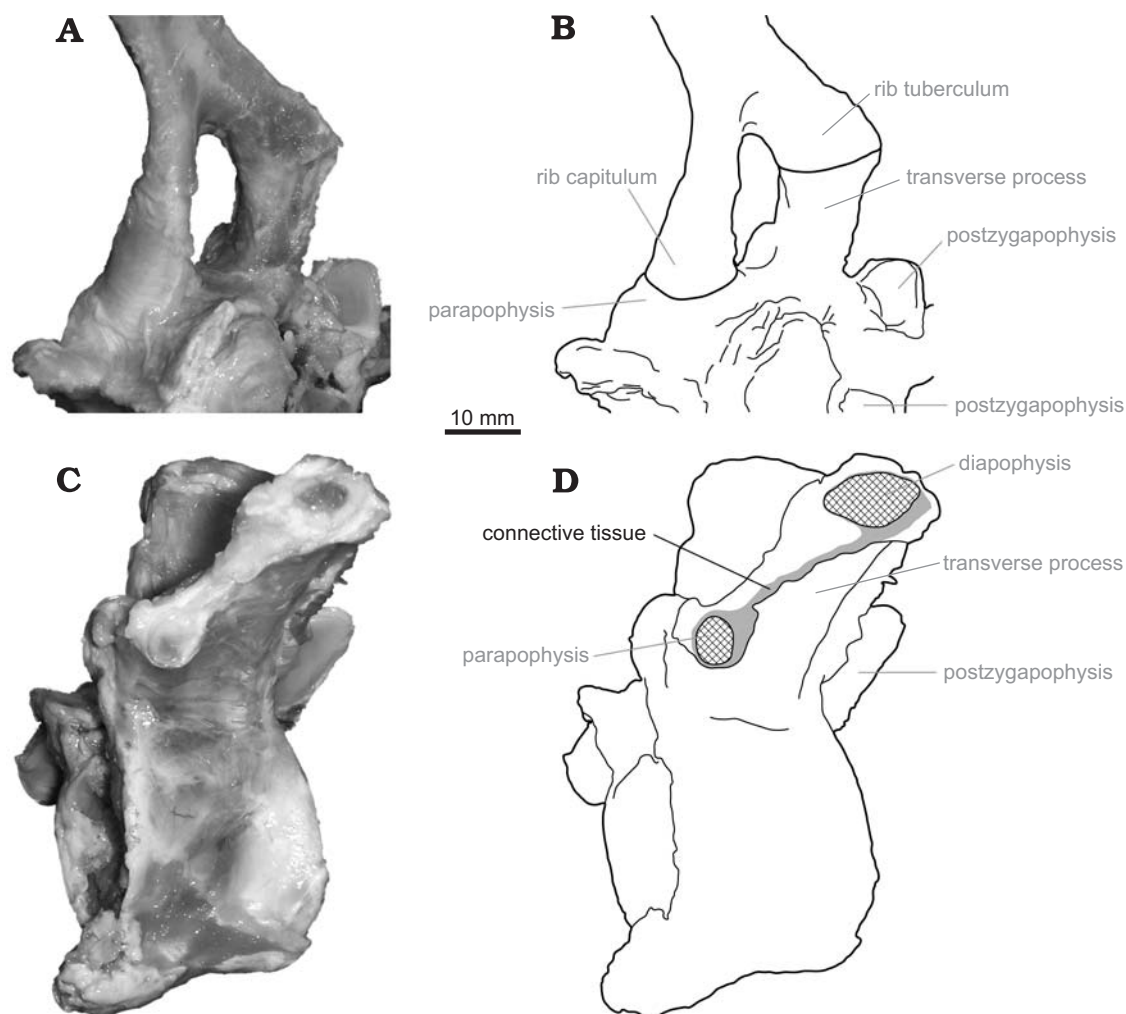 A
B
rib tuberculum
rib capitulum
transverse process
postzygapophysis
parapophysis
postzygapophysis
10 mm
C
D
diapophysis
connective tissue
transverse process
parapophysis
postzygapophysis